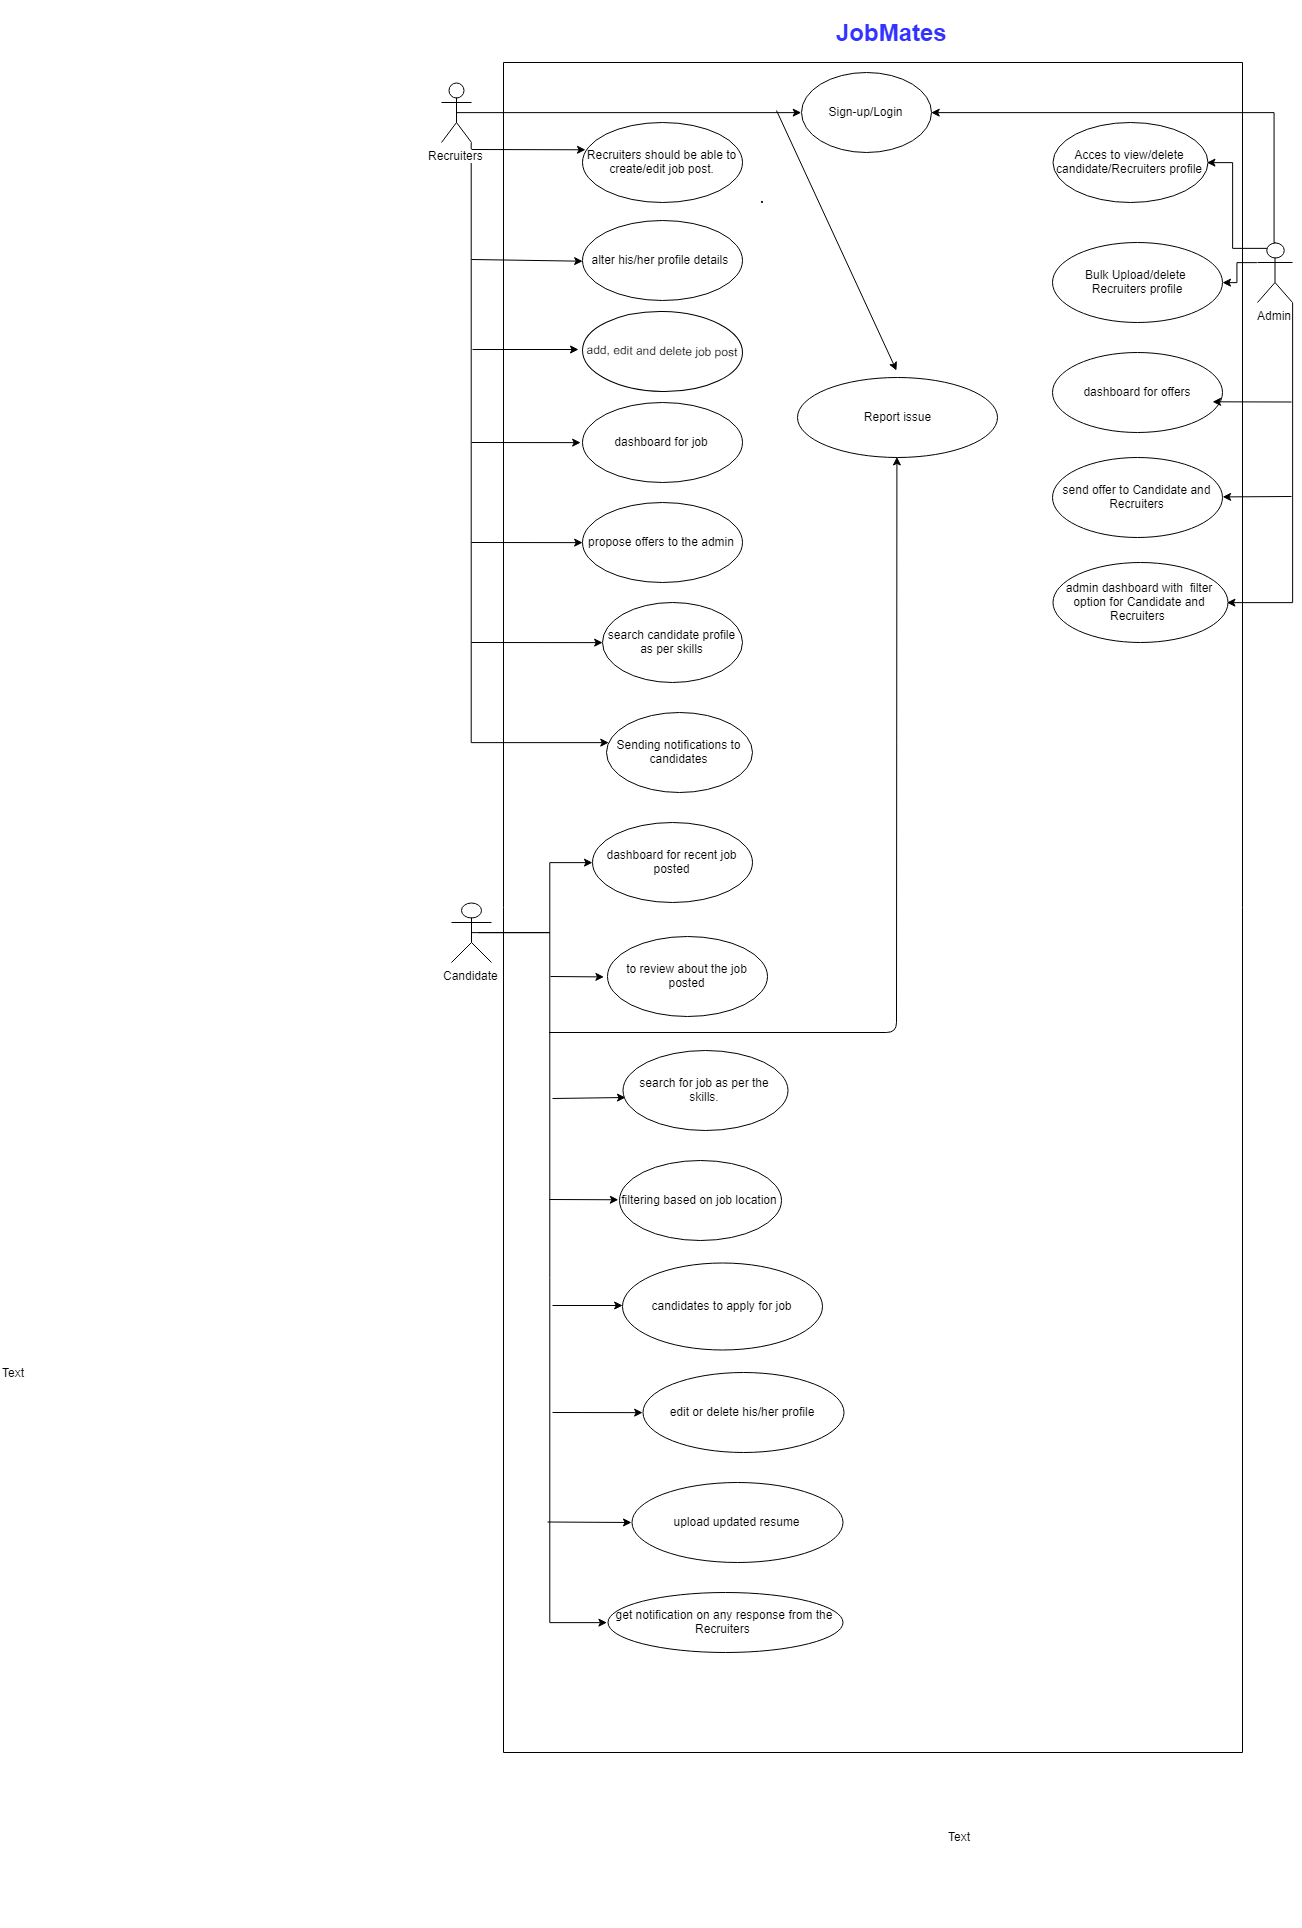 JobMates
Sign-up/Login
Recruiters
Recruiters should be able to
create/edit job post.
Acces to view/delete
candidate/Recruiters profile
alter his/her profile details
Bulk Upload/delete
Recruiters profile
Admin
add, edit and delete job post
dashboard for offers
Report issue
dashboard for job
send offer to Candidate and
Recruiters
propose offers to the admin
admin dashboard with  filter
option for Candidate and
Recruiters
search candidate profile
as per skills
Sending notifications to
candidates
dashboard for recent job
posted
Candidate
to review about the job
posted
search for job as per the
skills.
filtering based on job location
candidates to apply for job
Text
edit or delete his/her profile
upload updated resume
get notification on any response from the
Recruiters
Text